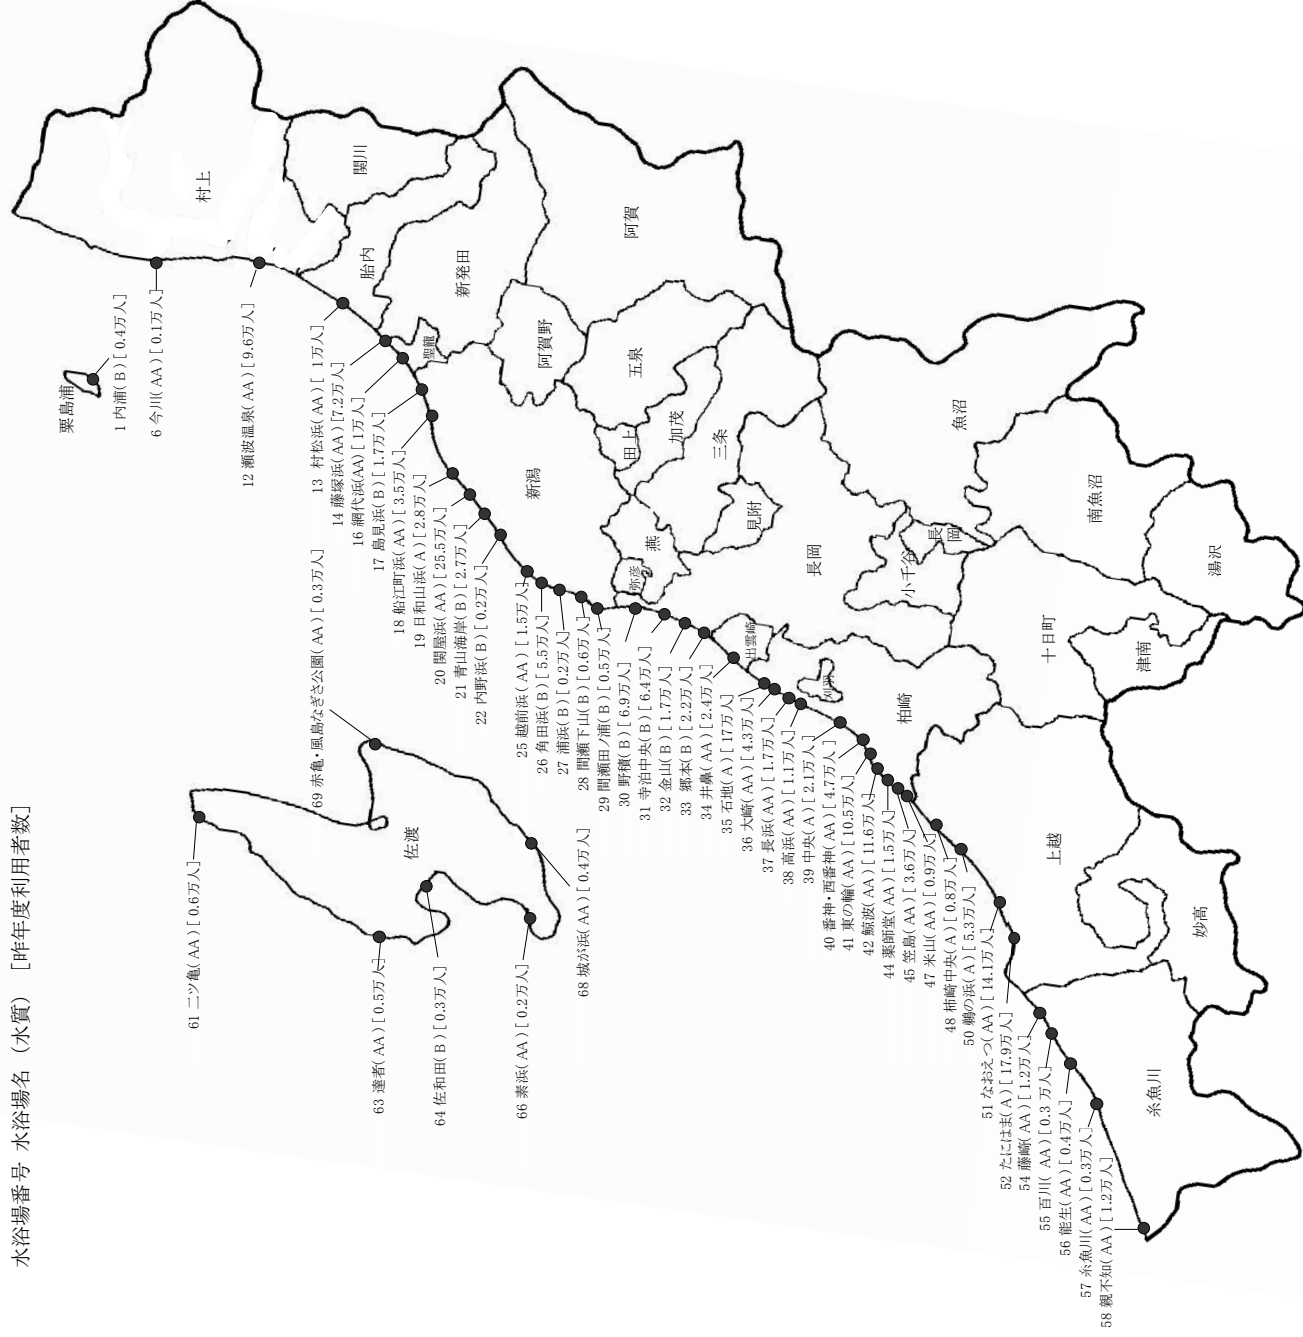 水浴場番号 水浴場名 （水質） ［昨年度利用者数］
粟島浦
1 内浦(B)[0.4万人]
6 今川(AA)[0.1万人]
12 瀬波温泉(AA)[9.6万人]
13 村松浜(AA)[ 1万人]
14 藤塚浜(AA)[7.2万人]
16 網代浜(AA)[1万人]
17 島見浜(B)[1.7万人]
18 船江町浜(AA)[3.5万人]
19 日和山浜(A)[2.8万人]
20 関屋浜(AA)[25.5万人]
21 青山海岸(B)[2.7万人]
22 内野浜(B)[0.2万人]
25 越前浜(AA)[1.5万人]
26 角田浜(B)[5.5万人]
27 浦浜(B)[0.2万人]
28 間瀬下山(B)[0.6万人]
29 間瀬田ノ浦(B)[0.5万人]
30 野積(B)[6.9万人]
31 寺泊中央(B)[6.4万人]
32 金山(B)[1.7万人]
33 郷本(B)[2.2万人]
34 井鼻(AA)[2.4万人]
35 石地(A)[17万人]
36 大崎(AA)[4.3万人]
37 長浜(AA)[1.7万人]
38 高浜(AA)[1.1万人]
39 中央(A)[2.1万人]
40 番神・西番神(AA)[4.7万人 ]
41 東の輪(AA)[10.5万人]
42 鯨波(AA)[11.6万人]
44 薬師堂(AA)[1.5万人]
45 笠島(AA)[3.6万人]
47 米山(AA)[0.9万人]
48 柿崎中央(A)[0.8万人]
50 鵜の浜(A)[5.3万人]
51 なおえつ(AA)[14.1万人]
52 たにはま(A)[17.9万人]
54 藤崎(AA)[1.2万人]
55 百川( AA)[0.3 万人]
56 能生(AA)[0.4万人]
57 糸魚川(AA)[0.3万人]
58 親不知(AA)[1.2万人]
61 二ツ亀(AA)[0.6万人]
63 達者(AA)[0.5万人]
64 佐和田(B)[0.3万人]
66 素浜(AA)[0.2万人]
68 城が浜(AA)[0.4万人]
69 赤亀・風島なぎさ公園(AA)[0.3万人]
佐渡
村上
関川
胎内
新発田
聖籠
阿賀野
阿賀
新潟
五泉
田上
加茂
三条
燕
弥彦
見附
長岡
出雲崎
小千谷
長岡
魚沼
南魚沼
湯沢
十日町
津南
柏崎
上越
妙高
糸魚川